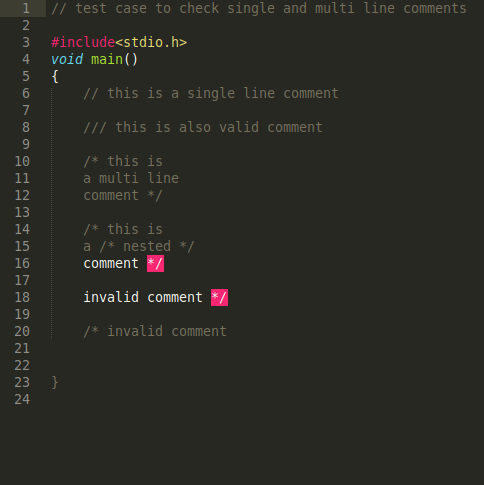 1 // test case to check single and multi line comments
2
3 #include<stdio.h>
4 void main()
5 {
6 // this is a single line comment
7
8 /// this is also valid comment
9
10 /* this is
11 a multi line
12 comment */
13
14 /* this is
15 a /* nested */
16 comment */
17
18 invalid comment */
19
20 /* invalid comment
21
22
23 }
24